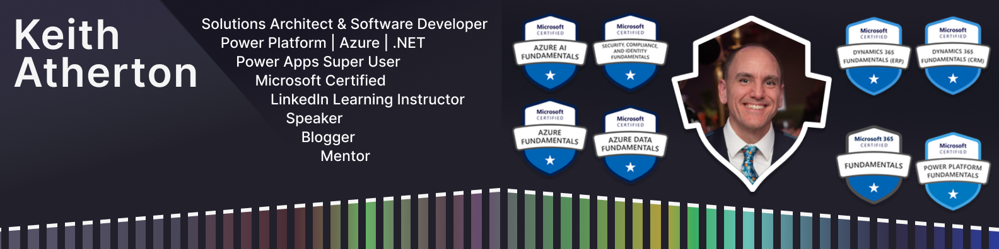 Keith
Atherton
Solutions Architect & Software Developer
Power Platform | Azure | .NET
Power Apps Super User
Microsoft Certified
LinkedIn Learning Instructor
Speaker
Blogger
Mentor
Microsoft
CERTIFIED
AZURE AI
FUNDAMENTALS
Microsoft
CERTIFIED
SECURITY, COMPLIANCE,
AND IDENTITY
FUNDAMENTALS
Microsoft
CERTIFIED
AZURE
FUNDAMENTALS
Microsoft
CERTIFIED
AZURE DATA
FUNDAMENTALS
Microsoft
CERTIFIED
DYNAMICS 365
FUNDAMENTALS (ERP)
Microsoft
CERTIFIED
DYNAMICS 365
FUNDAMENTALS (CRM)
Microsoft 365
CERTIFIED
FUNDAMENTALS
Microsoft
CERTIFIED
POWER PLATFORM
FUNDAMENTALS